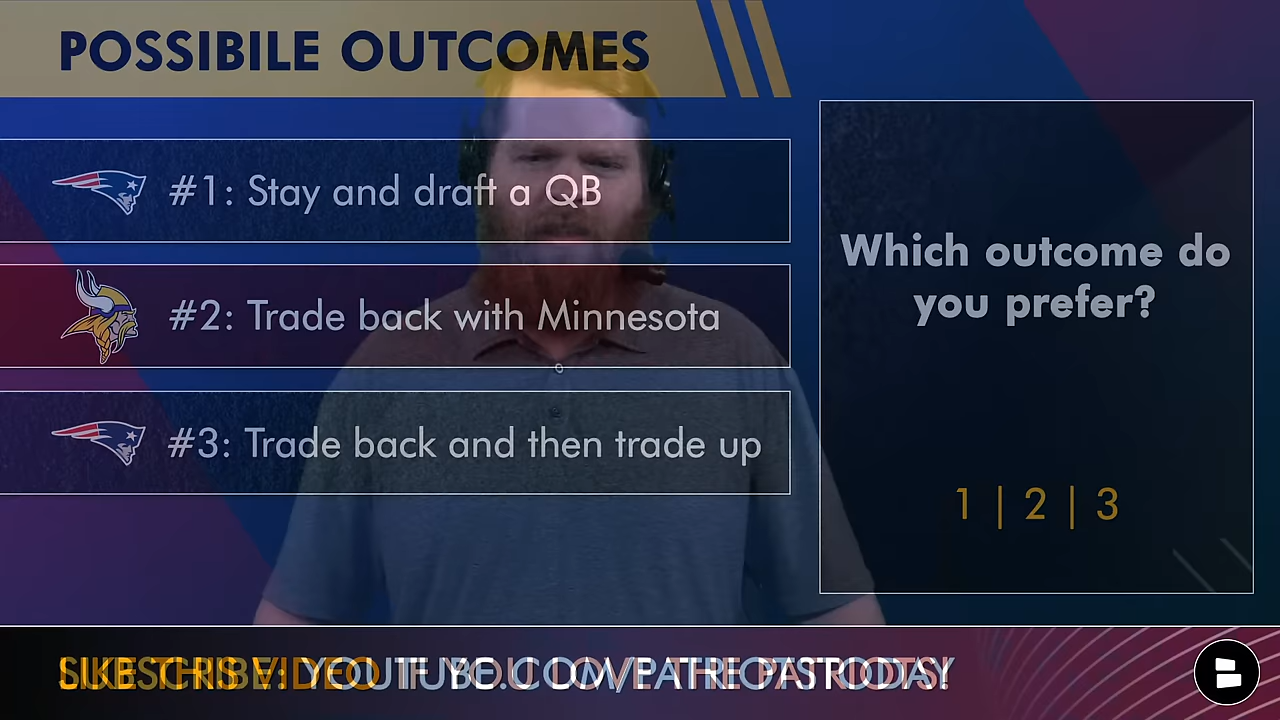 POSSIBILE OUTCOMES
#1: Stay and draft a QB
#2: Trade back with Minnesota
#3: Trade back and then trade up
Which outcome do
you prefer?
1 | 2 | 3